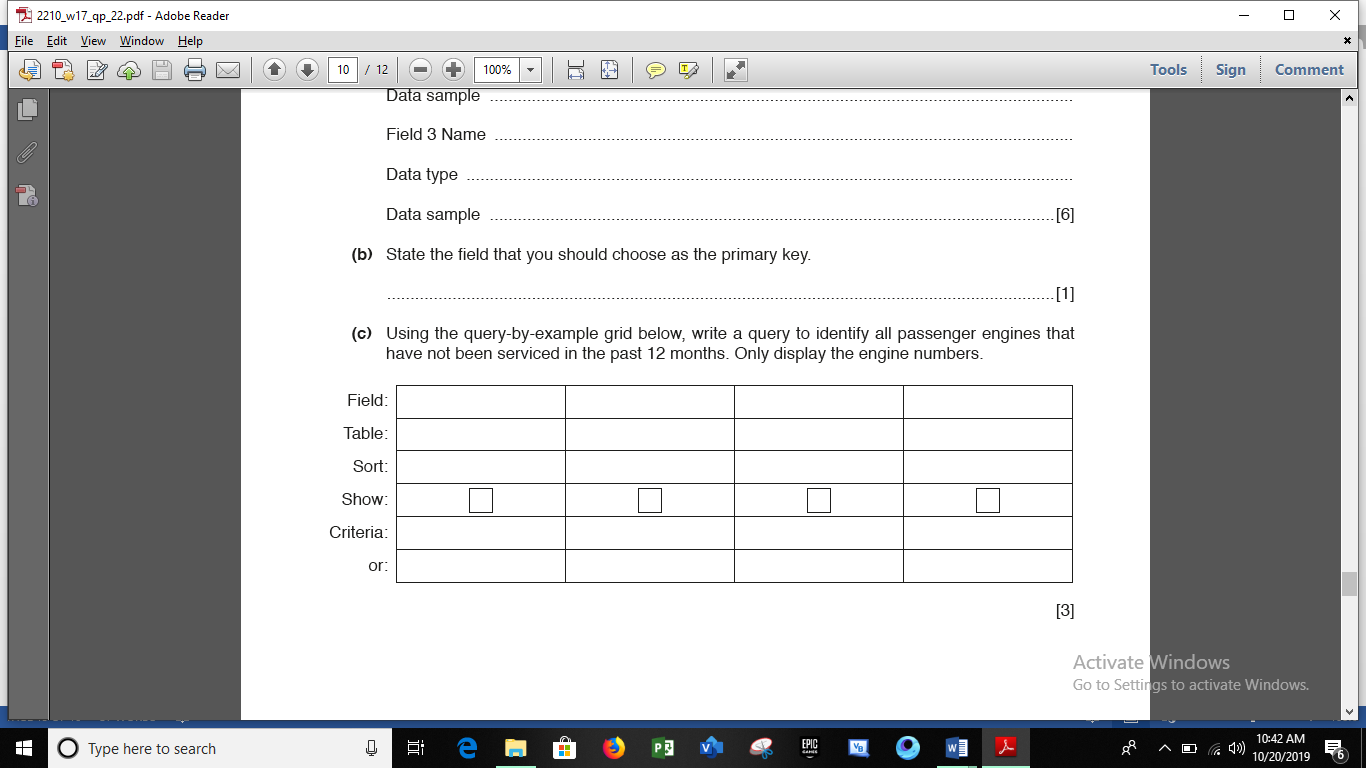 2210_w17_qp_22.pdf - Adobe Reader
File Edit View Window Help
10 / 12 100% Tools Sign Comment
Data sample
Field 3 Name
Data type
Data sample [6]
(b) State the field that you should choose as the primary key.
[1]
(c) Using the query-by-example grid below, write a query to identify all passenger engines that
have not been serviced in the past 12 months. Only display the engine numbers.
Field:
Table:
Sort:
Show:
Criteria:
or:
[3]
Activate Windows
Go to Settings to activate Windows.
Type here to search
EPIC GAMES
10:42 AM
10/20/2019
6